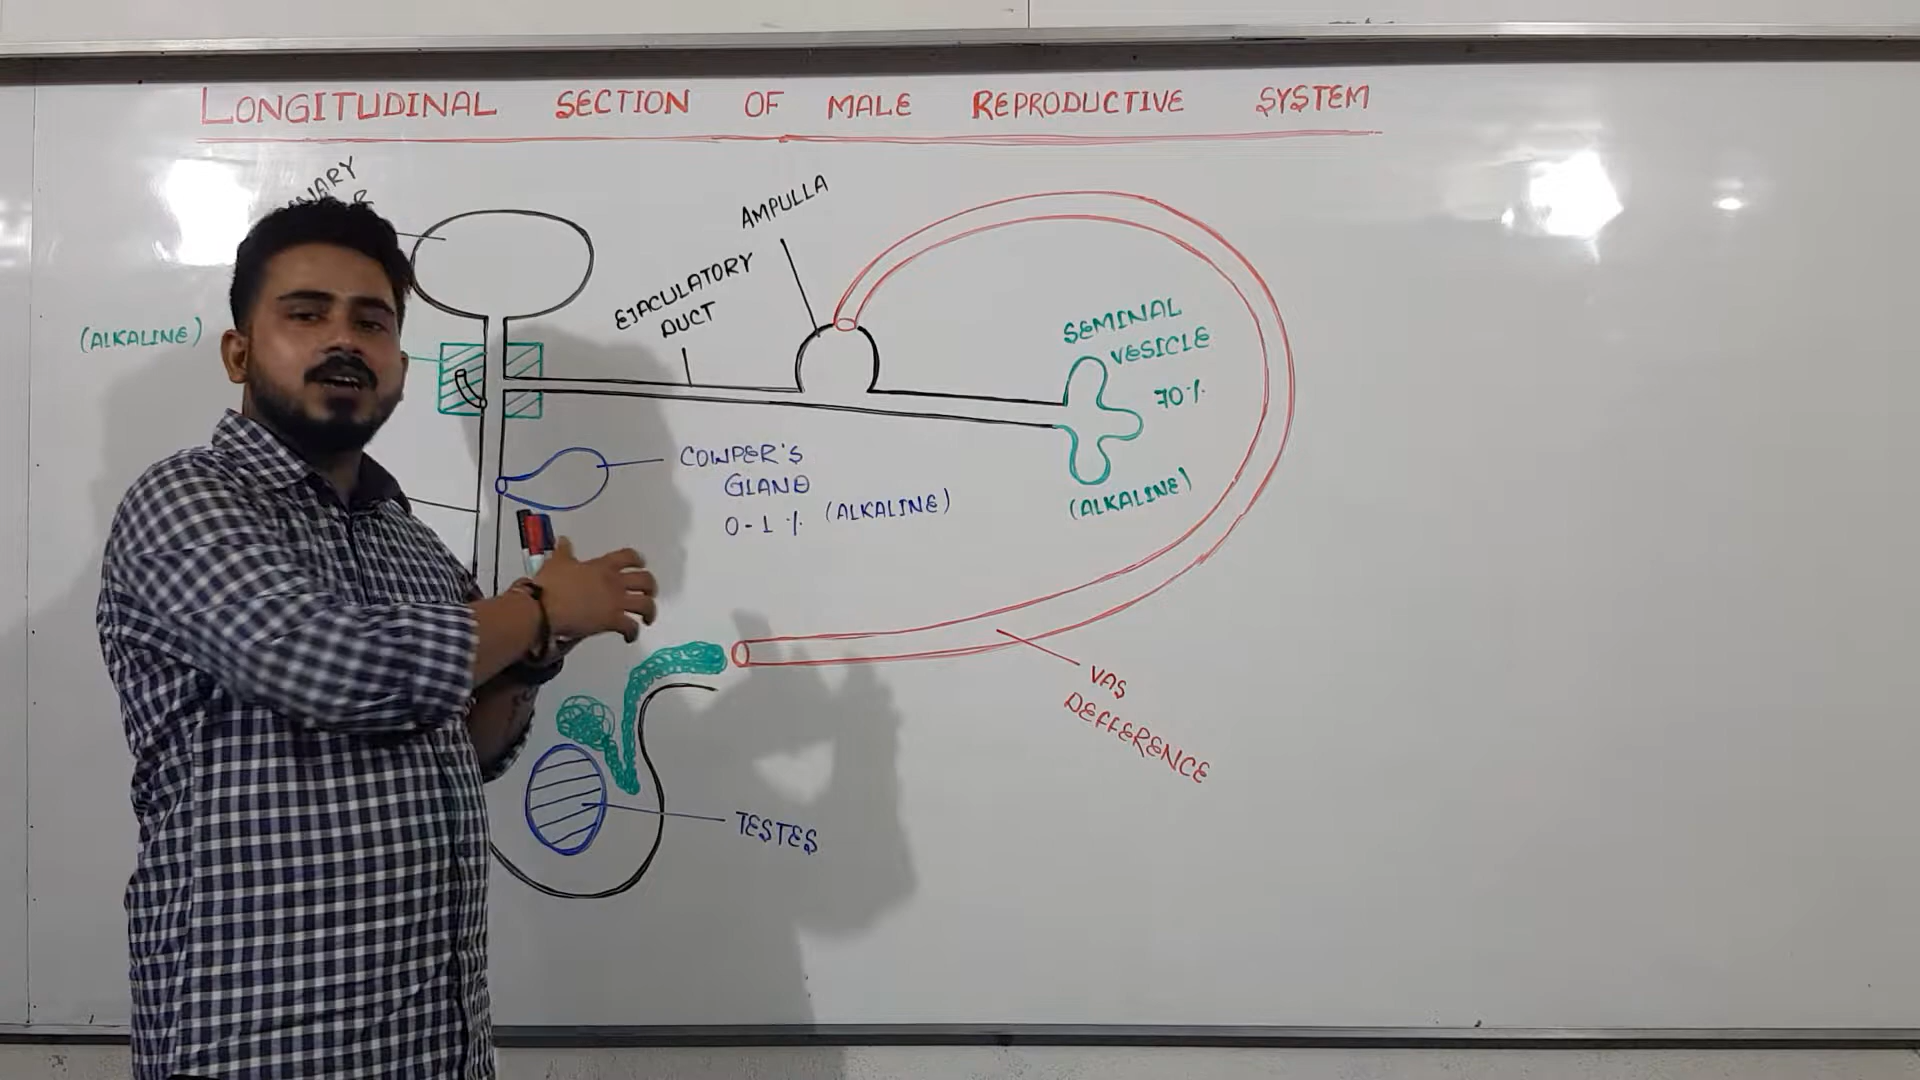 LONGITUDINAL SECTION OF MALE REPRODUCTIVE SYSTEM
AMPULLA
EJACULATORY
DUCT
(ALKALINE)
SEMINAL
VESICLE
70%
(ALKALINE)
COWPER'S
GLAND
0-1% (ALKALINE)
VAS
DEFFERENCE
TESTES